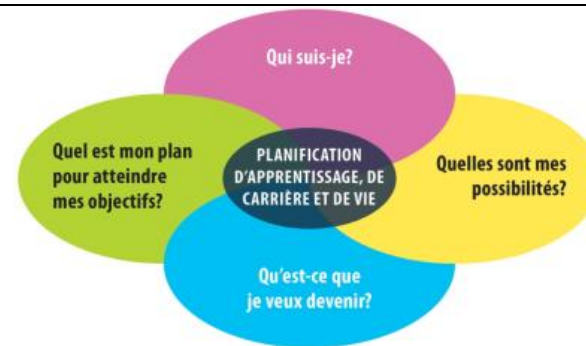 Qui suis-je?
Quel est mon plan
pour atteindre
mes objectifs?
PLANIFICATION
D’APPRENTISSAGE, DE
CARRIÈRE ET DE VIE
Quelles sont mes
possibilités?
Qu’est-ce que
je veux devenir?